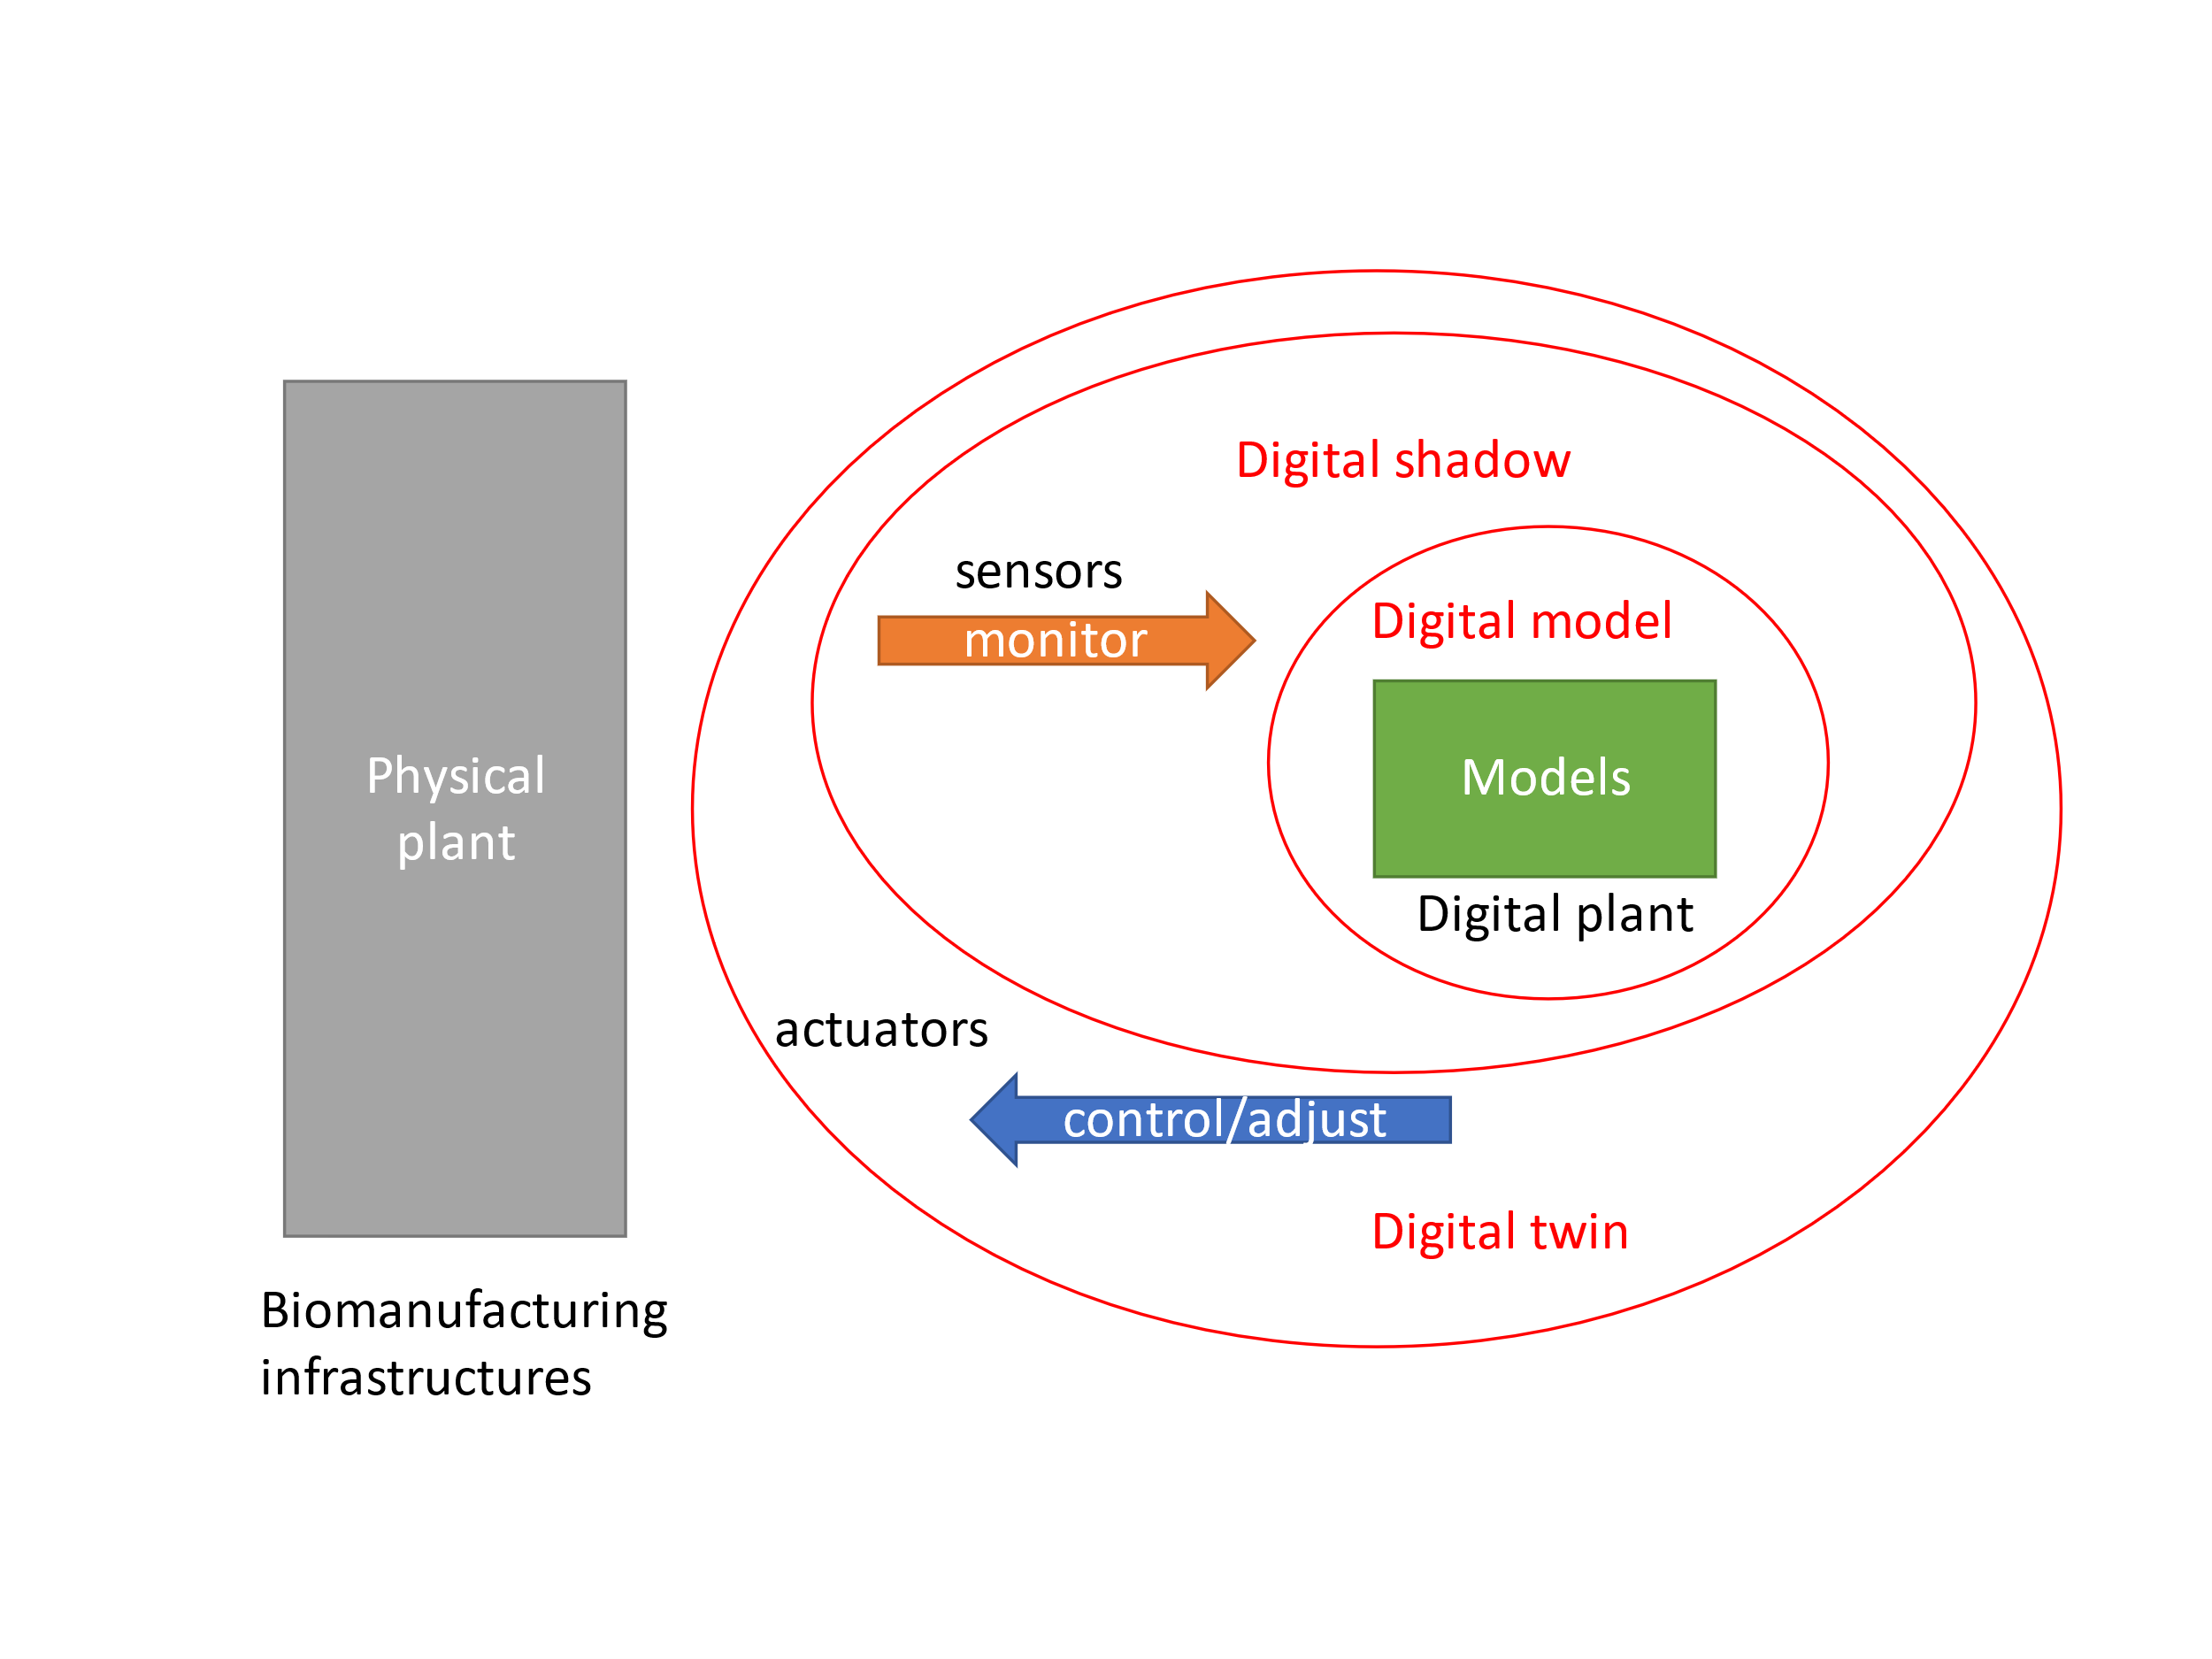 Digital shadow
sensors
monitor
Digital model
Models
Digital plant
Physical
plant
actuators
control/adjust
Digital twin
Biomanufacturing
infrastructures